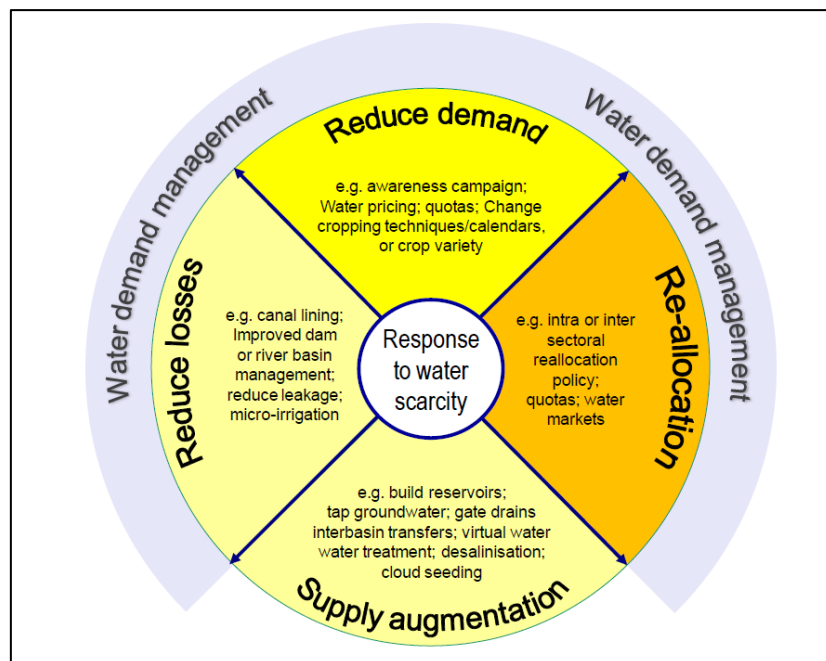 Water demand management
Water demand management
Reduce demand
e.g. awareness campaign;
Water pricing; quotas; Change
cropping techniques/calendars,
or crop variety
Reduce losses
e.g. canal lining;
Improved dam
or river basin
management;
reduce leakage;
micro-irrigation
Response
to water
scarcity
e.g. intra or inter
sectoral
reallocation
policy;
quotas; water
markets
Re-allocation
e.g. build reservoirs;
tap groundwater; gate drains
interbasin transfers; virtual water
water treatment; desalinisation;
cloud seeding
Supply augmentation